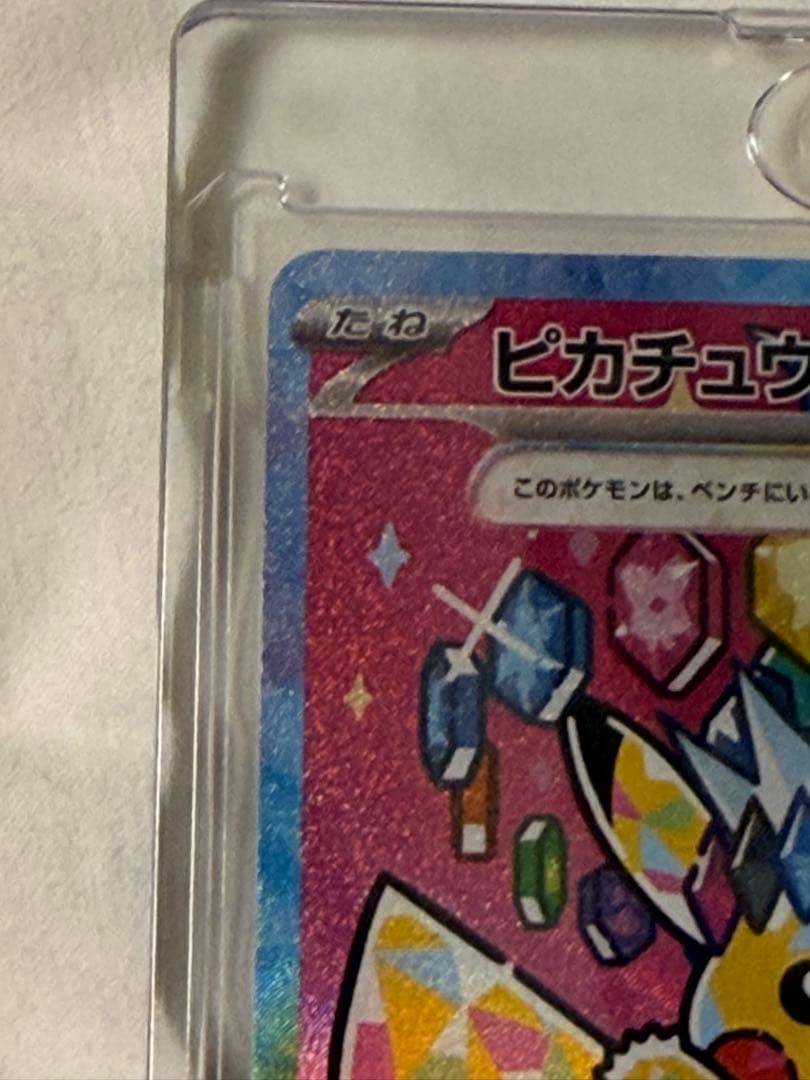 たね
ピカチュウ
このポケモンは、ベンチにい